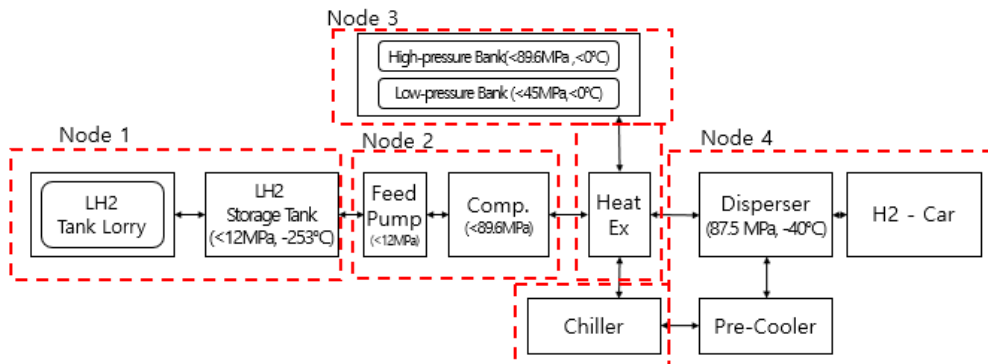 Node 3
High-pressure Bank(<89.6MPa ,<0℃)
Low-pressure Bank (<45MPa,<0℃)
Node 1
Node 2
Node 4
LH2
Tank Lorry
LH2
Storage Tank
(<12MPa, -253℃)
Feed
Pump
(<12MPa)
Comp.
(<89.6MPa)
Heat
Ex
Disperser
(87.5 MPa, -40℃)
H2 - Car
Chiller
Pre-Cooler